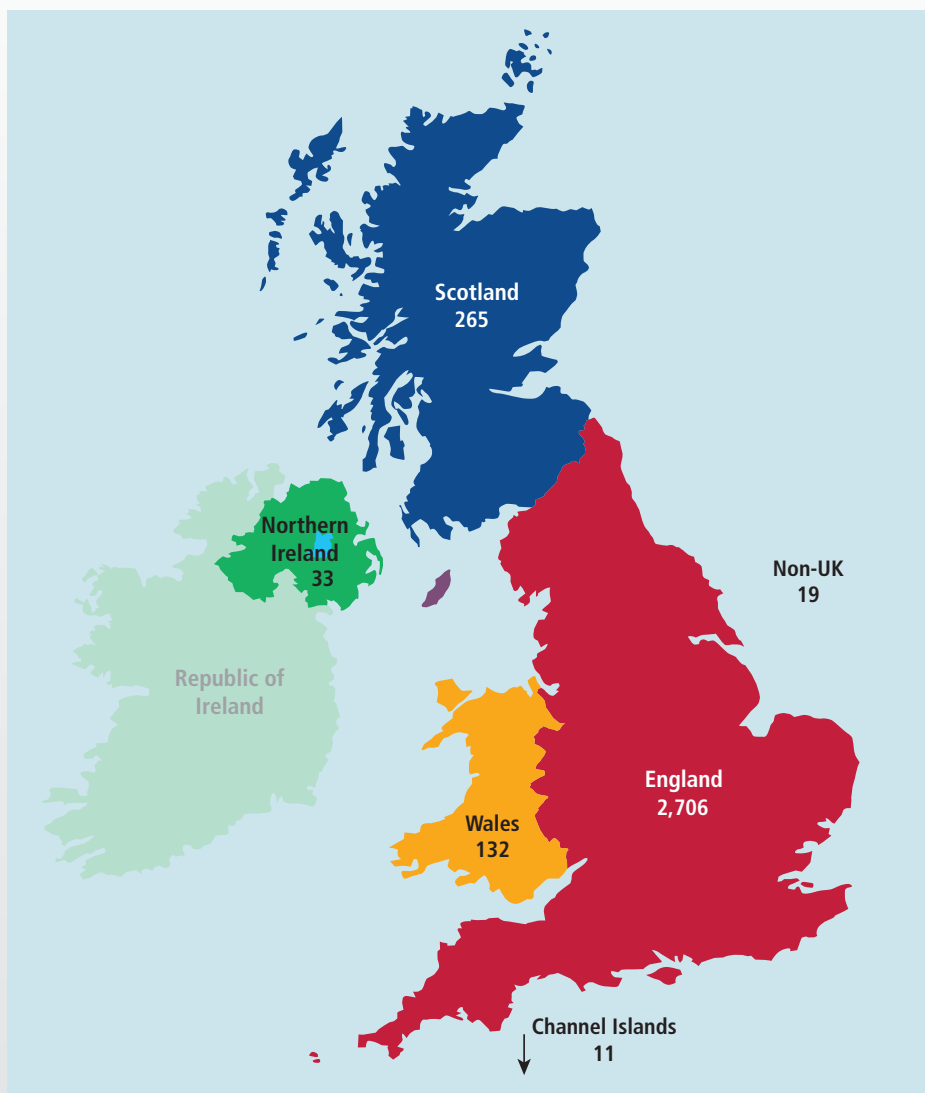 Scotland
265
Northern
Ireland
33
Non-UK
19
Republic of
Ireland
England
2,706
Wales
132
Channel Islands
11